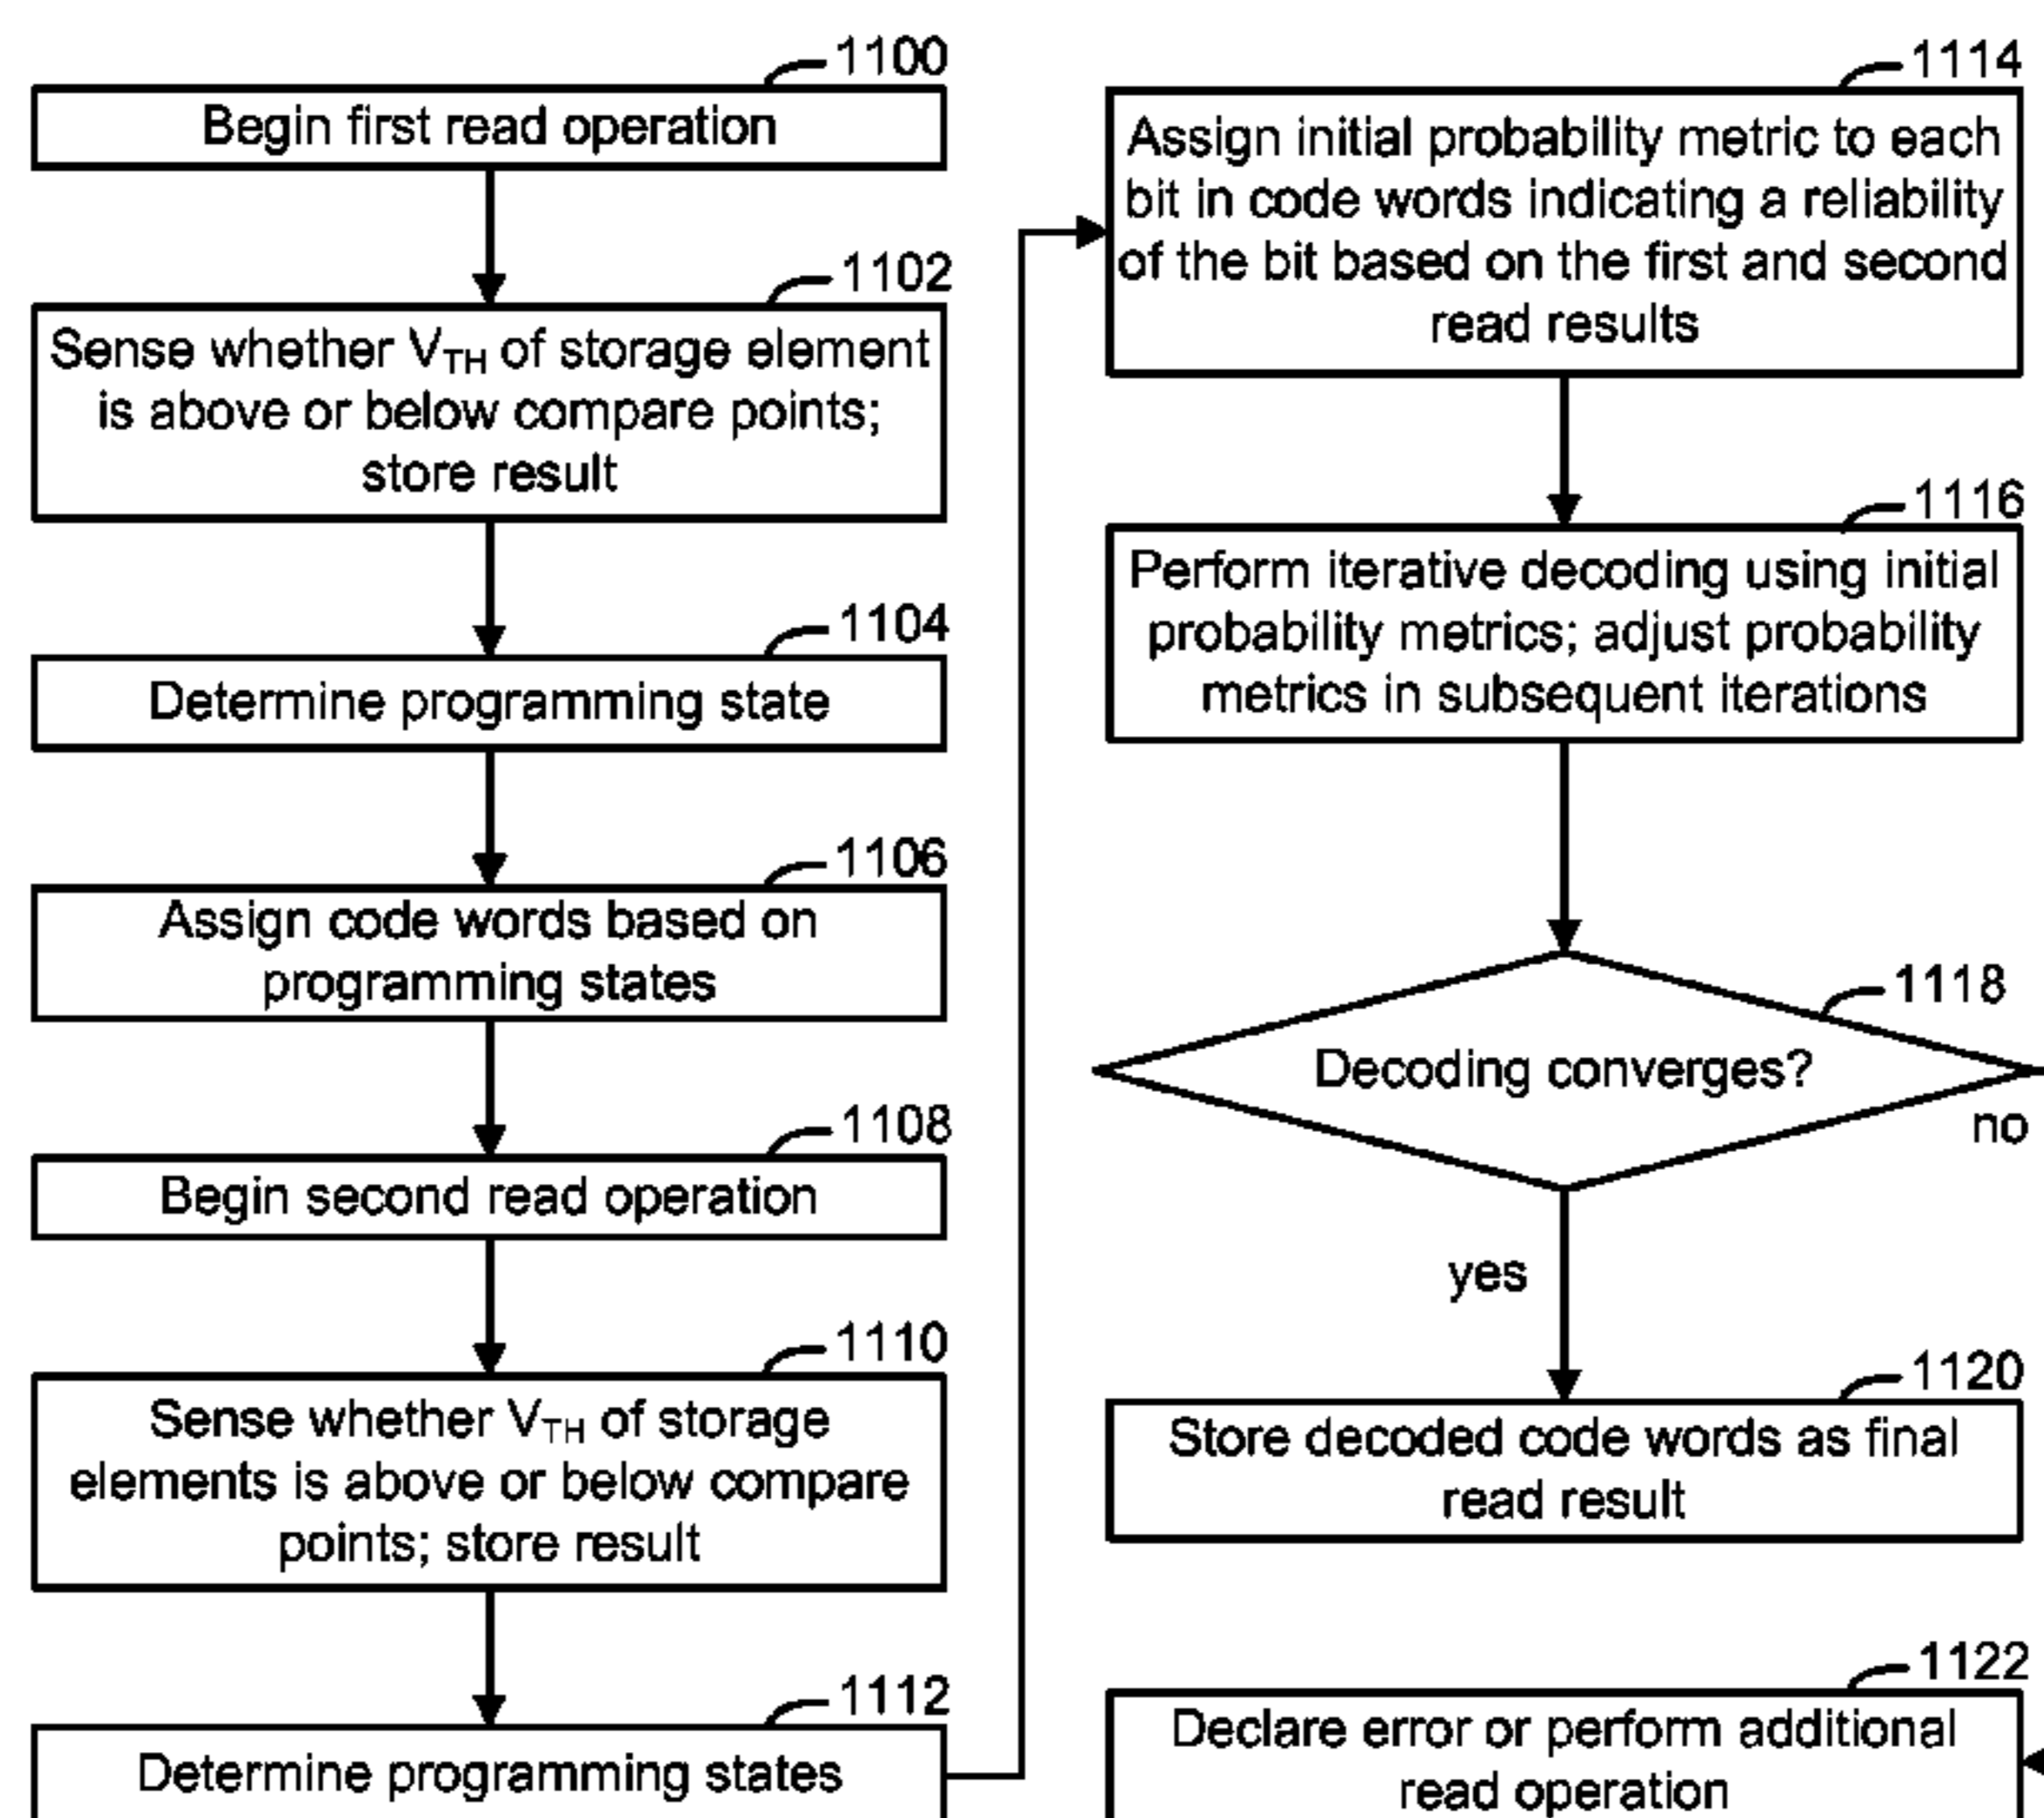 1100
Begin first read operation
1102
Sense whether VTH of storage element
is above or below compare points;
store result
1104
Determine programming state
1106
Assign code words based on
programming states
1108
Begin second read operation
1110
Sense whether VTH of storage
elements is above or below compare
points; store result
1112
Determine programming states
1114
Assign initial probability metric to each
bit in code words indicating a reliability
of the bit based on the first and second
read results
1116
Perform iterative decoding using initial
probability metrics; adjust probability
metrics in subsequent iterations
1118
Decoding converges?
no
yes
1120
Store decoded code words as final
read result
1122
Declare error or perform additional
read operation